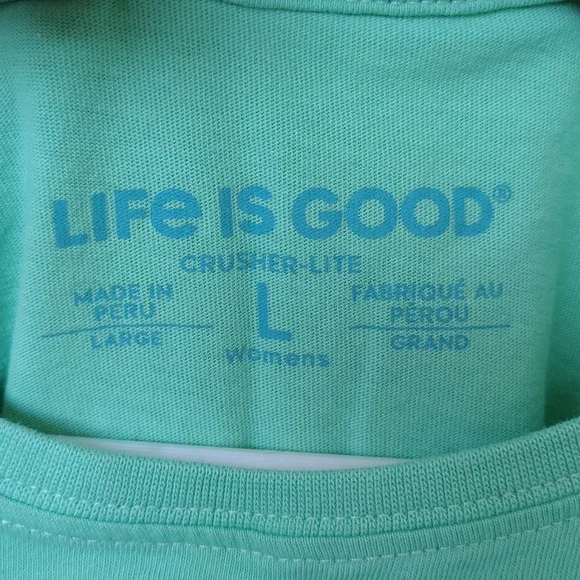 LIFe IS GOOD®
CRUSHER-LITE
MADE IN
PERU
LARGE
L
Womens
FABRIQUÉ AU
PÉROU
GRAND